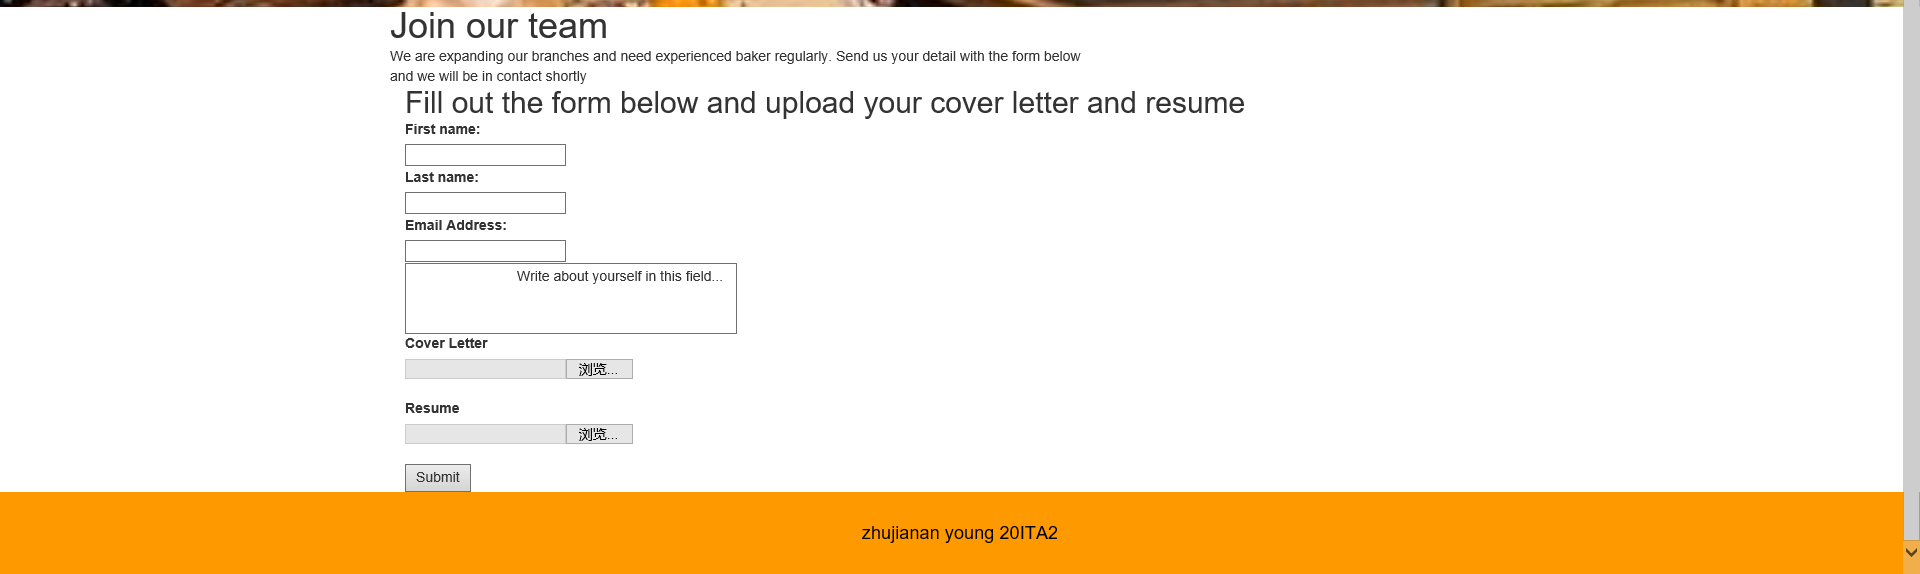 Join our team
We are expanding our branches and need experienced baker regularly. Send us your detail with the form below
and we will be in contact shortly
Fill out the form below and upload your cover letter and resume
First name:
Last name:
Email Address:
Write about yourself in this field...
Cover Letter
浏览...
Resume
浏览...
Submit
zhujianan young 20ITA2